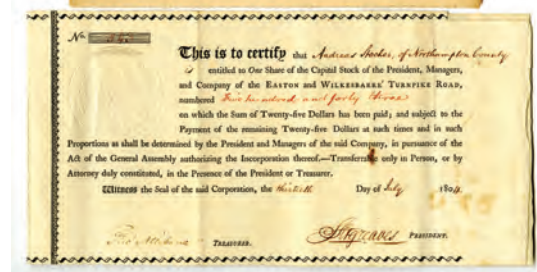 No. 543
This is to certify that Andreas Stecher, of Northampton County
is entitled to One Share of the Capital Stock of the President, Managers,
and Company of the EASTON and WILKESBARRE' TURNPIKE ROAD,
numbered Five hundred and forty three
on which the Sum of Twenty-five Dollars has been paid; and subject to the
Payment of the remaining Twenty-five Dollars at such times and in such
Proportions as shall be determined by the President and Managers of the said Company, in pursuance of the
Act of the General Assembly authorizing the Incorporation thereof.—Transferable only in Person, or by
Attorney duly constituted, in the Presence of the President or Treasurer.
Witness the Seal of the said Corporation, the thirtieth Day of July 1804.
TREASURER. Sitgreaves PRESIDENT.